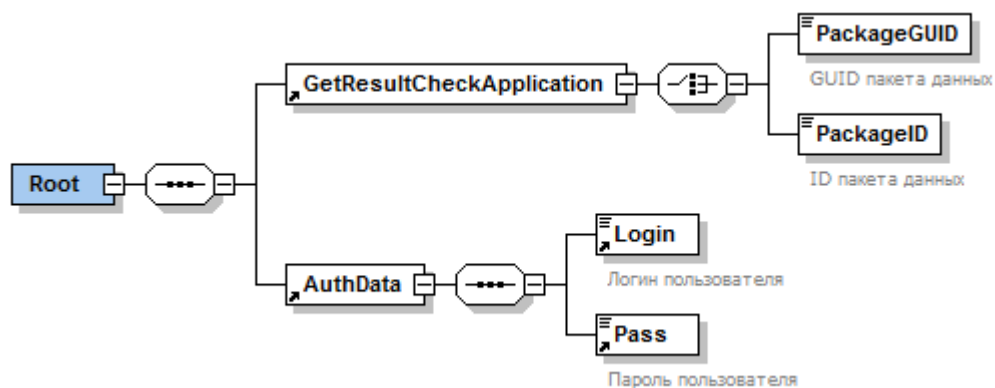 PackageGUID
GUID пакета данных
GetResultCheckApplication
PackageID
ID пакета данных
Root
Login
Логин пользователя
AuthData
Pass
Пароль пользователя